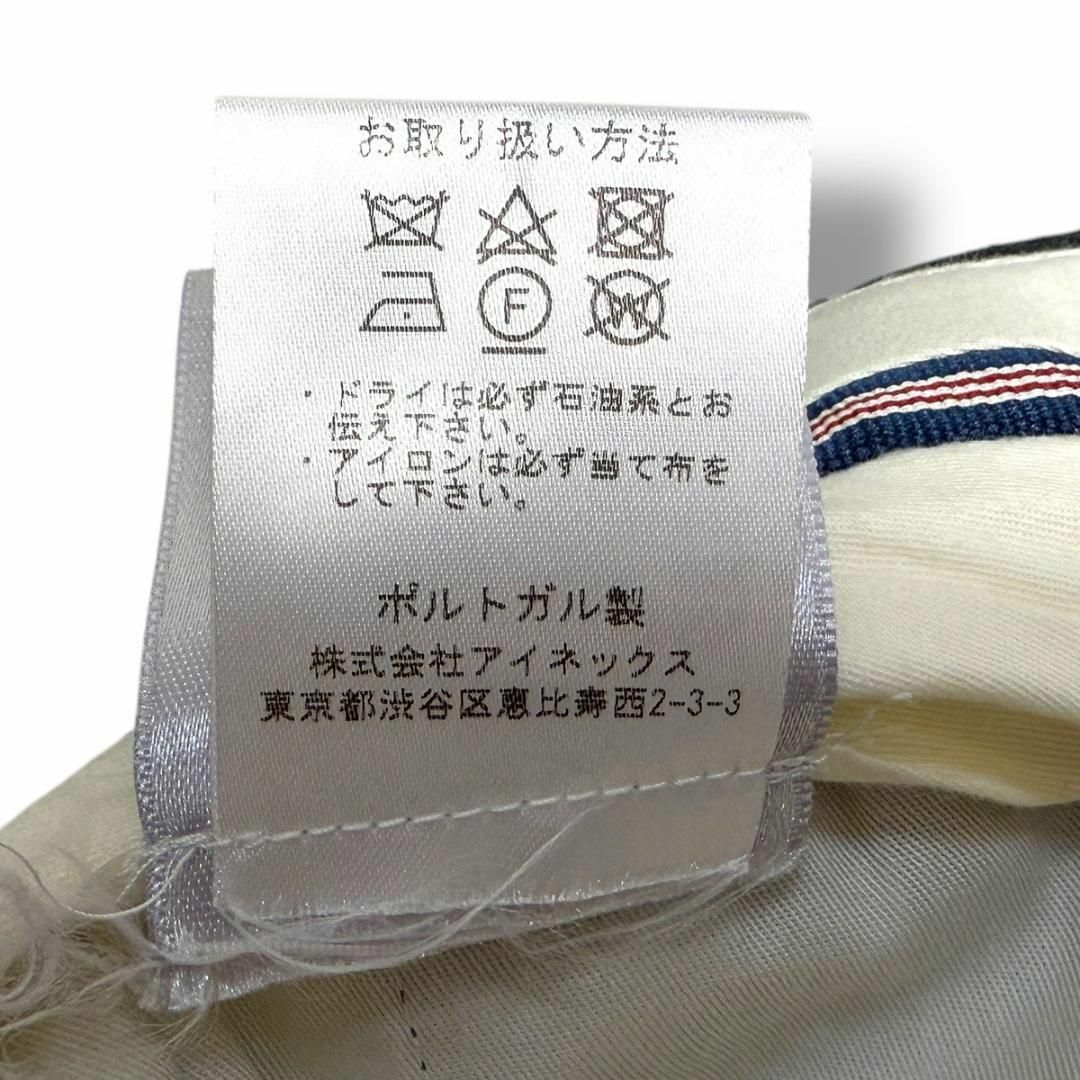 お取り扱い方法
F
W
・ドライは必ず石油系とお
伝え下さい。
・アイロンは必ず当て布を
して下さい。
ポルトガル製
株式会社アイネックス
東京都渋谷区恵比寿西2-3-3